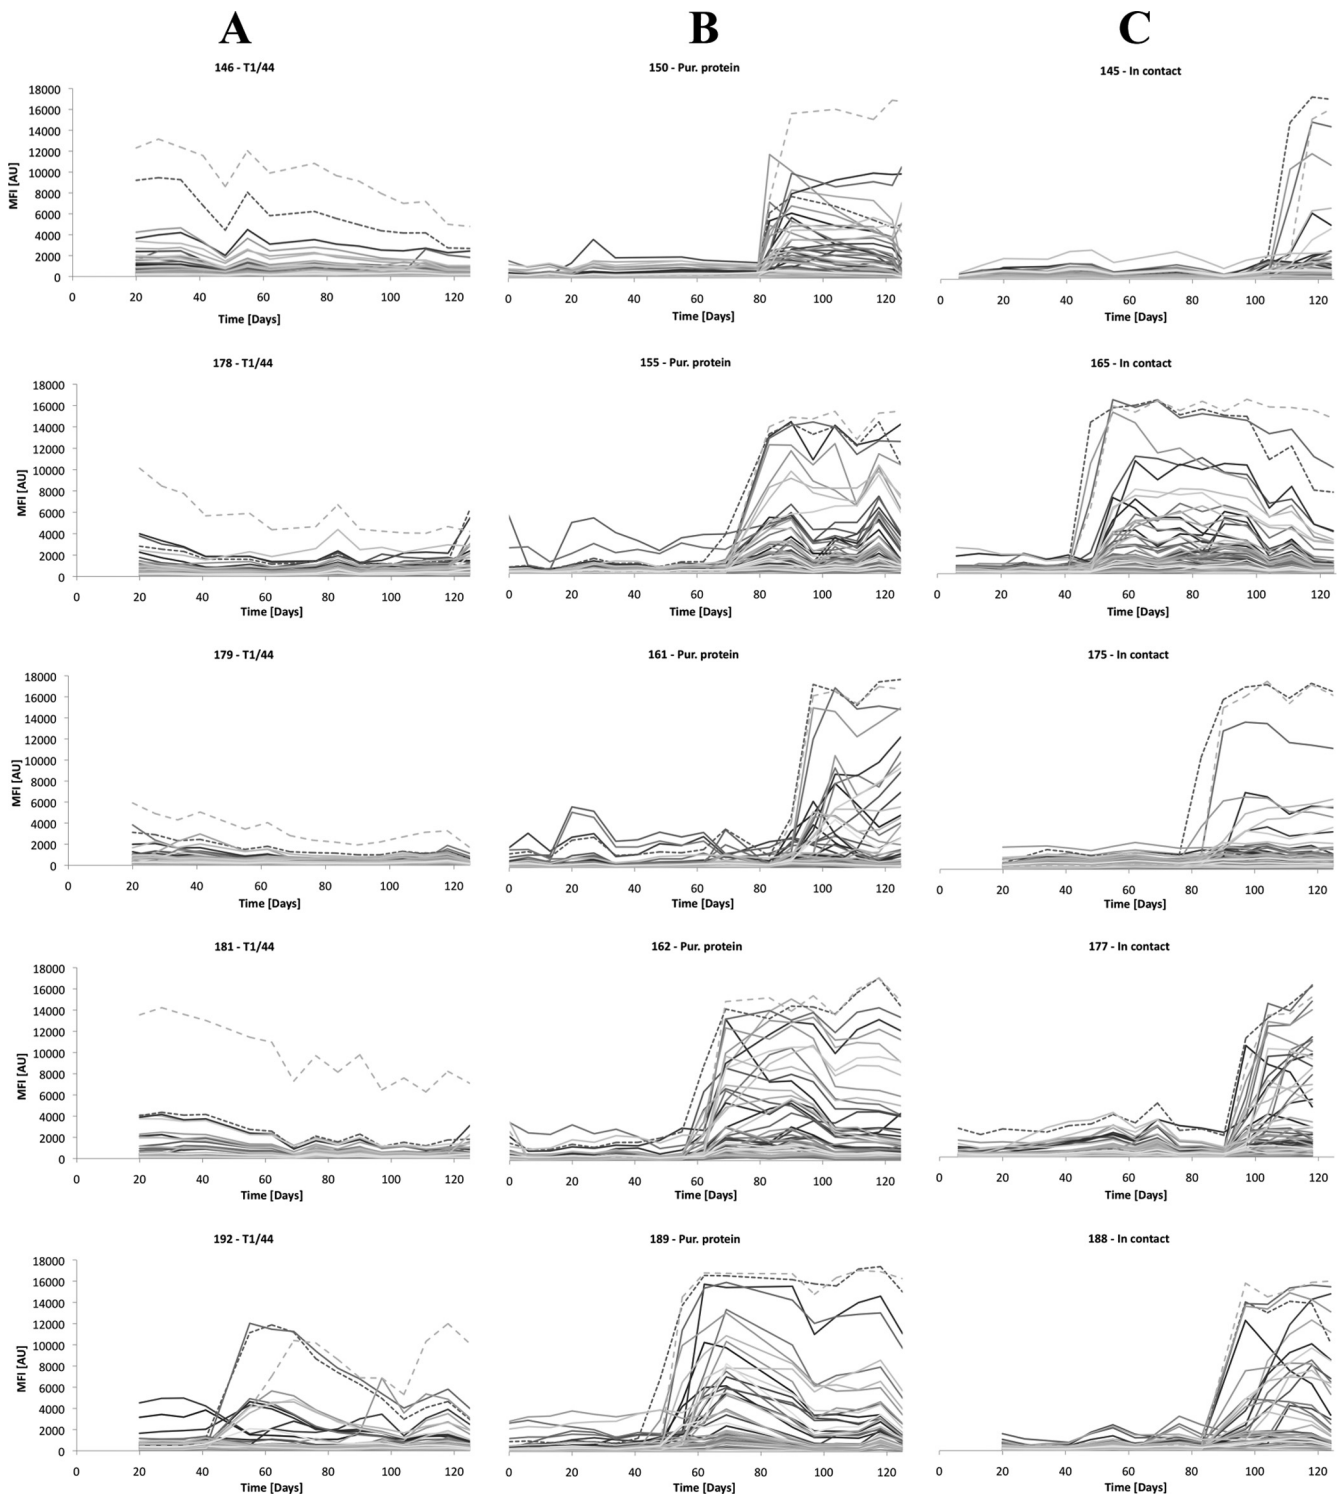 A B C
146 - T1/44 150 - Pur. protein 145 - In contact
18000
16000
14000
12000
10000
8000
6000
4000
2000
0
MFI [AU]
0 20 40 60 80 100 120 0 20 40 60 80 100 120 0 20 40 60 80 100 120
Time [Days] Time [Days] Time [Days]
178 - T1/44 155 - Pur. protein 165 - In contact
18000
16000
14000
12000
10000
8000
6000
4000
2000
0
MFI [AU]
0 20 40 60 80 100 120 0 20 40 60 80 100 120 0 20 40 60 80 100 120
Time [Days] Time [Days] Time [Days]
179 - T1/44 161 - Pur. protein 175 - In contact
18000
16000
14000
12000
10000
8000
6000
4000
2000
0
MFI [AU]
0 20 40 60 80 100 120 0 20 40 60 80 100 120 0 20 40 60 80 100 120
Time [Days] Time [Days] Time [Days]
181 - T1/44 162 - Pur. protein 177 - In contact
18000
16000
14000
12000
10000
8000
6000
4000
2000
0
MFI [AU]
0 20 40 60 80 100 120 0 20 40 60 80 100 120 0 20 40 60 80 100 120
Time [Days] Time [Days] Time [Days]
192 - T1/44 189 - Pur. protein 188 - In contact
18000
16000
14000
12000
10000
8000
6000
4000
2000
0
MFI [AU]
0 20 40 60 80 100 120 0 20 40 60 80 100 120 0 20 40 60 80 100 120
Time [Days] Time [Days] Time [Days]